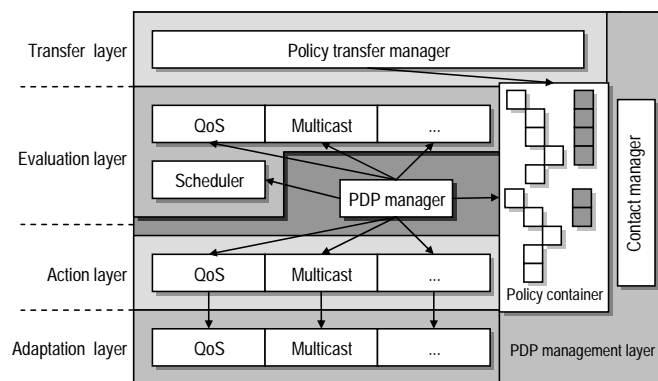 Transfer layer
Policy transfer manager
Evaluation layer
QoS Multicast ...
Scheduler
PDP manager
Contact manager
Policy container
Action layer
QoS Multicast ...
Adaptation layer
QoS Multicast ...
PDP management layer